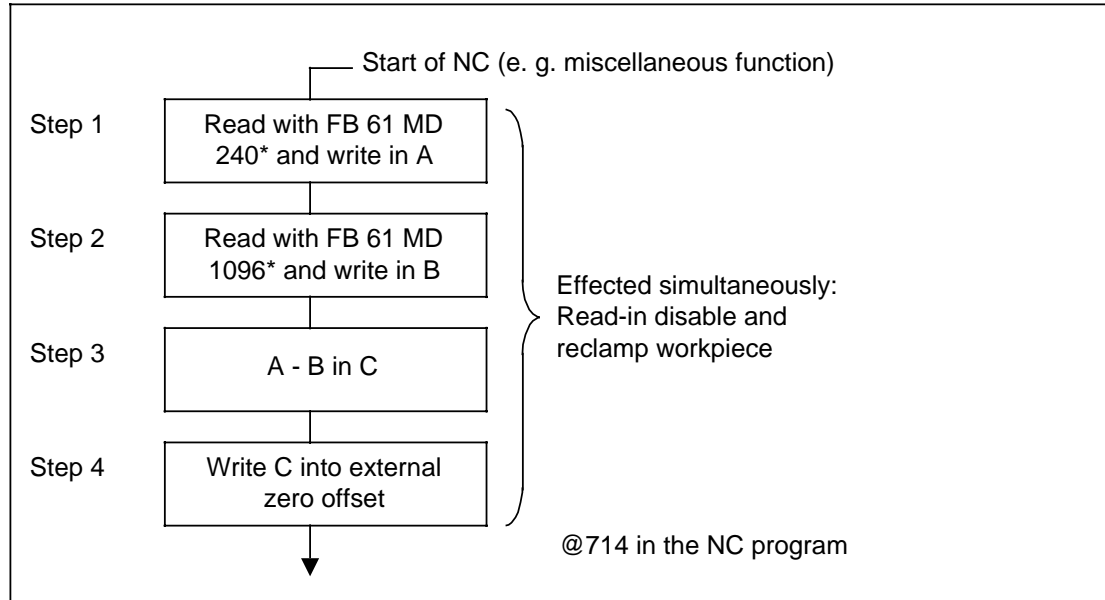 Start of NC (e. g. miscellaneous function)
Step 1
Read with FB 61 MD
240* and write in A
Step 2
Read with FB 61 MD
1096* and write in B
Effected simultaneously:
Read-in disable and
reclamp workpiece
Step 3
A - B in C
Step 4
Write C into external
zero offset
@714 in the NC program